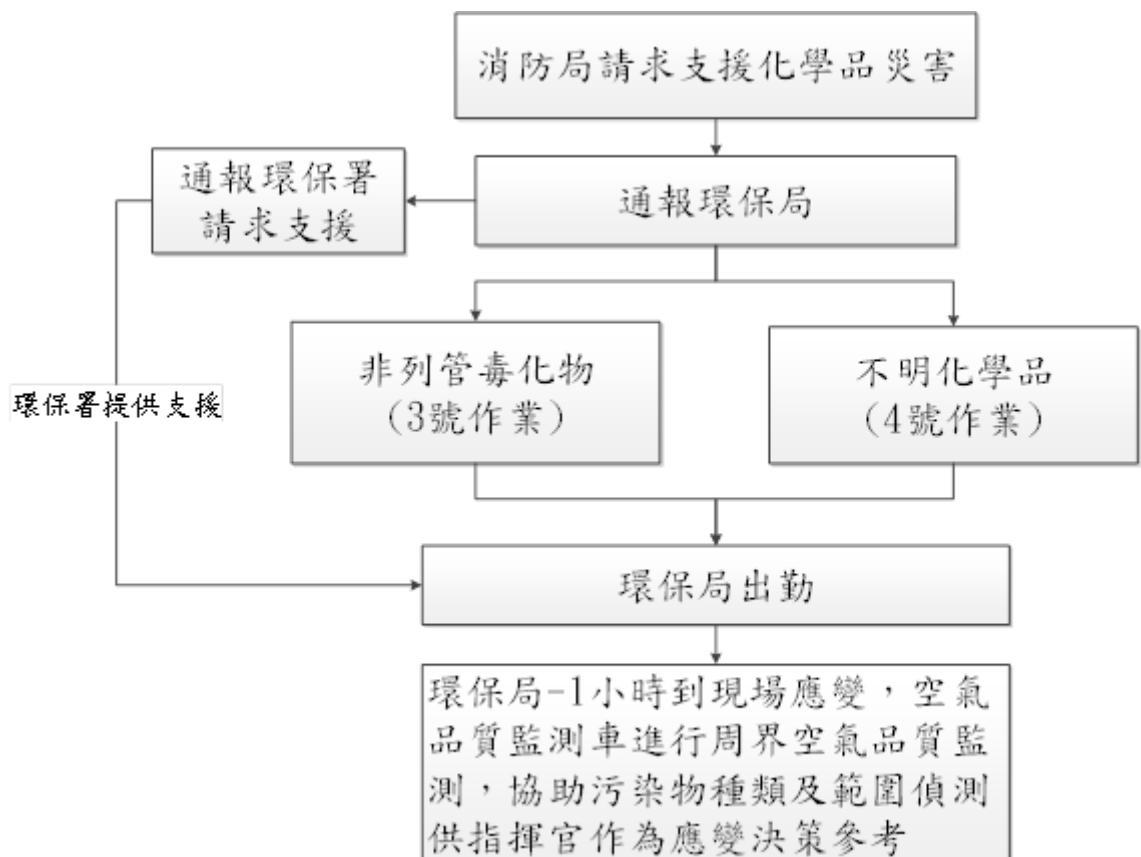 消防局請求支援化學品災害
通報環保署
請求支援
通報環保局
非列管毒化物
(3號作業)
不明化學品
(4號作業)
環保署提供支援
環保局出勤
環保局-1小時到現場應變，空氣
品質監測車進行周界空氣品質監
測，協助污染物種類及範圍偵測
供指揮官作為應變決策參考